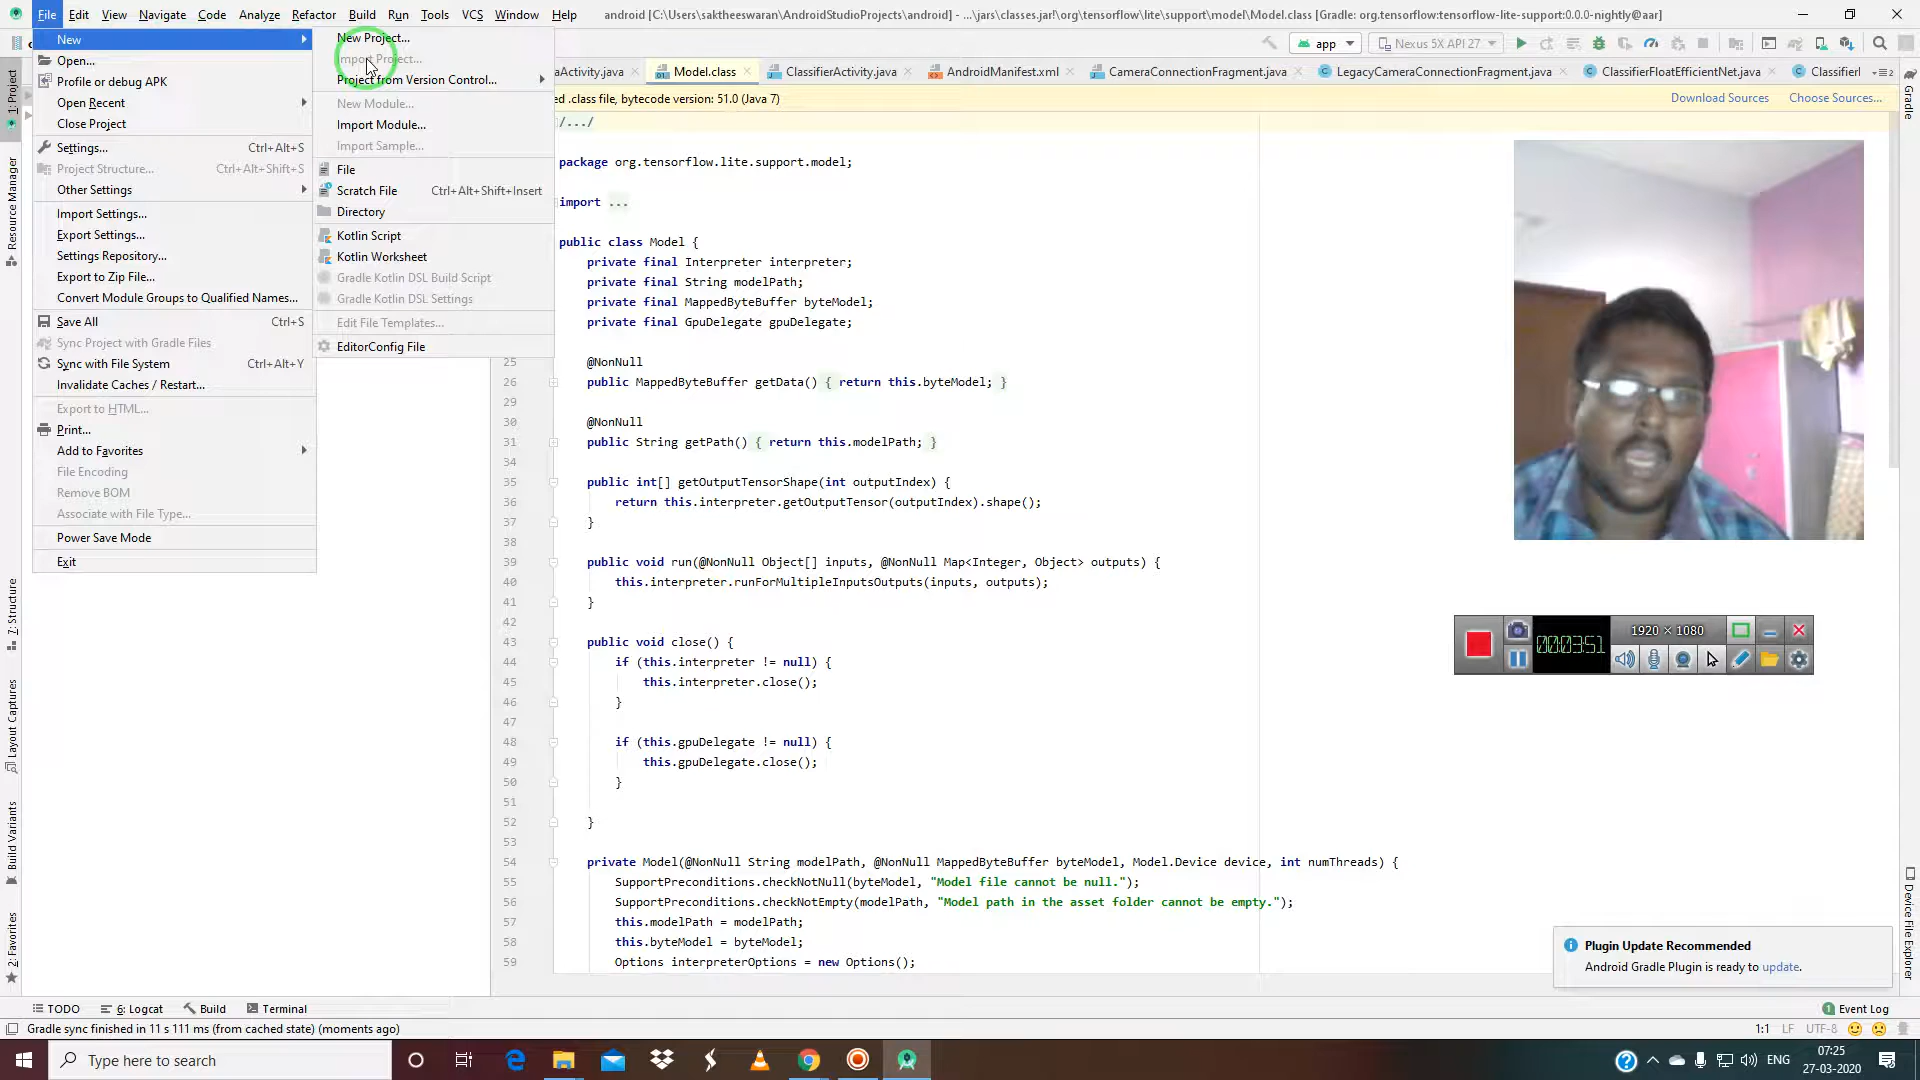 File Edit View Navigate Code Analyze Refactor Build Run Tools VCS Window Help android [C:\Users\saktheeswaran\AndroidStudioProjects\android] - ...\jars\classes.jar!\org\tensorflow\lite\support\model\Model.class [Gradle: org.tensorflow:tensorflow-lite-support:0.0.0-nightly@aar]
app Nexus 5X API 27
aActivity.java Model.class ClassifierActivity.java AndroidManifest.xml CameraConnectionFragment.java LegacyCameraConnectionFragment.java ClassifierFloatEfficientNet.java Classifierl
ed .class file, bytecode version: 51.0 (Java 7) Download Sources Choose Sources...
New
Open...
Profile or debug APK
Open Recent
Close Project
Settings... Ctrl+Alt+S
Project Structure... Ctrl+Alt+Shift+S
Other Settings
Import Settings...
Export Settings...
Settings Repository...
Export to Zip File...
Convert Module Groups to Qualified Names...
Save All Ctrl+S
Sync Project with Gradle Files
Sync with File System Ctrl+Alt+Y
Invalidate Caches / Restart...
Export to HTML...
Print...
Add to Favorites
File Encoding
Remove BOM
Associate with File Type...
Power Save Mode
Exit
New Project...
Import Project...
Project from Version Control...
New Module...
Import Module...
Import Sample...
File
Scratch File Ctrl+Alt+Shift+Insert
Directory
Kotlin Script
Kotlin Worksheet
Gradle Kotlin DSL Build Script
Gradle Kotlin DSL Settings
Edit File Templates...
EditorConfig File
1: Project
Resource Manager
7: Structure
Layout Captures
Build Variants
2: Favorites
/.../
package org.tensorflow.lite.support.model;
import ...
public class Model {
private final Interpreter interpreter;
private final String modelPath;
private final MappedByteBuffer byteModel;
private final GpuDelegate gpuDelegate;
25 @NonNull
26 public MappedByteBuffer getData() { return this.byteModel; }
29
30 @NonNull
31 public String getPath() { return this.modelPath; }
34
35 public int[] getOutputTensorShape(int outputIndex) {
36 return this.interpreter.getOutputTensor(outputIndex).shape();
37 }
38
39 public void run(@NonNull Object[] inputs, @NonNull Map<Integer, Object> outputs) {
40 this.interpreter.runForMultipleInputsOutputs(inputs, outputs);
41 }
42
43 public void close() {
44 if (this.interpreter != null) {
45 this.interpreter.close();
46 }
47
48 if (this.gpuDelegate != null) {
49 this.gpuDelegate.close();
50 }
51
52 }
53
54 private Model(@NonNull String modelPath, @NonNull MappedByteBuffer byteModel, Model.Device device, int numThreads) {
55 SupportPreconditions.checkNotNull(byteModel, "Model file cannot be null.");
56 SupportPreconditions.checkNotEmpty(modelPath, "Model path in the asset folder cannot be empty.");
57 this.modelPath = modelPath;
58 this.byteModel = byteModel;
59 Options interpreterOptions = new Options();
Gradle
Device File Explorer
00:03:51 1920 × 1080
Plugin Update Recommended
Android Gradle Plugin is ready to update.
TODO 6: Logcat Build Terminal Event Log
Gradle sync finished in 11 s 111 ms (from cached state) (moments ago) 1:1 LF UTF-8
Type here to search ENG
07:25
27-03-2020